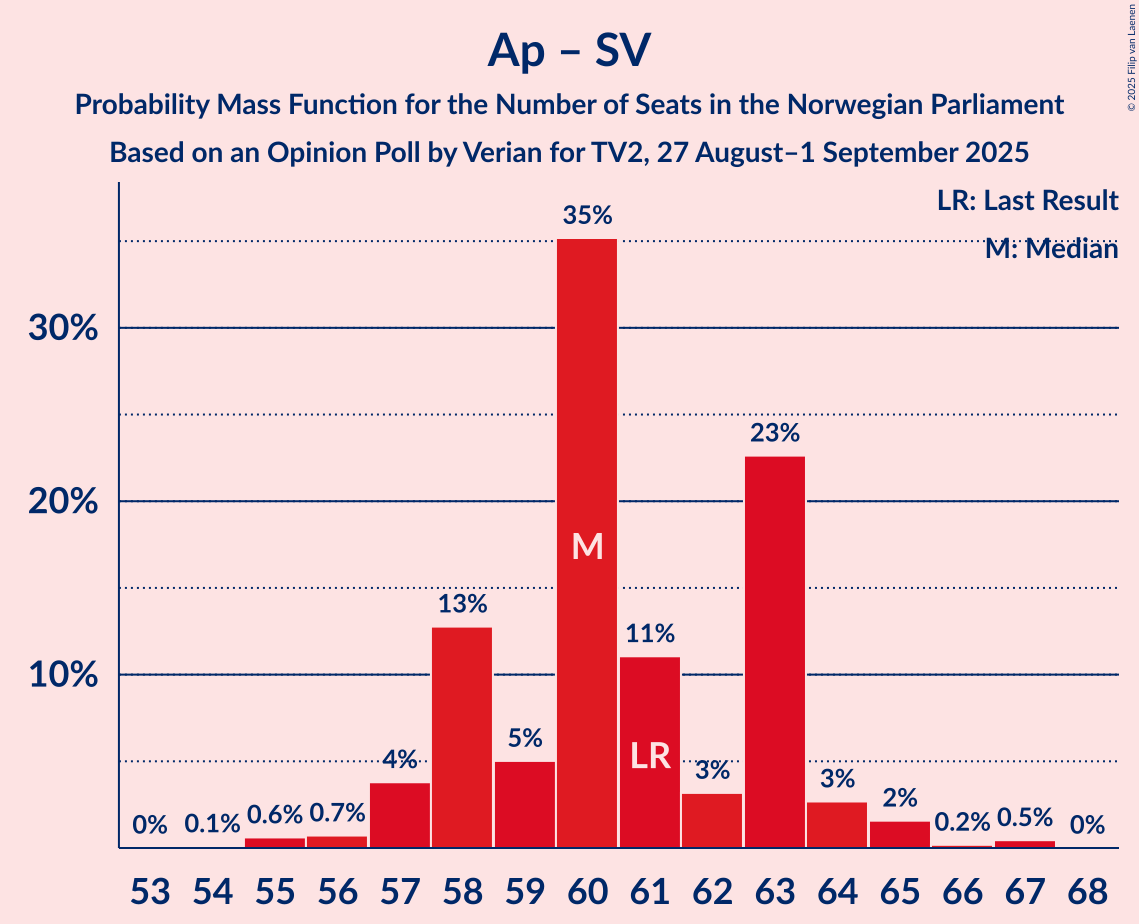 Ap – SV
Probability Mass Function for the Number of Seats in the Norwegian Parliament
Based on an Opinion Poll by Verian for TV2, 27 August–1 September 2025
© 2025 Filip van Laenen
LR: Last Result
M: Median
30%
20%
10%
0%
0.1%
0.6%
0.7%
4%
13%
5%
35%
11%
3%
23%
3%
2%
0.2%
0.5%
0%
M
LR
53 54 55 56 57 58 59 60 61 62 63 64 65 66 67 68